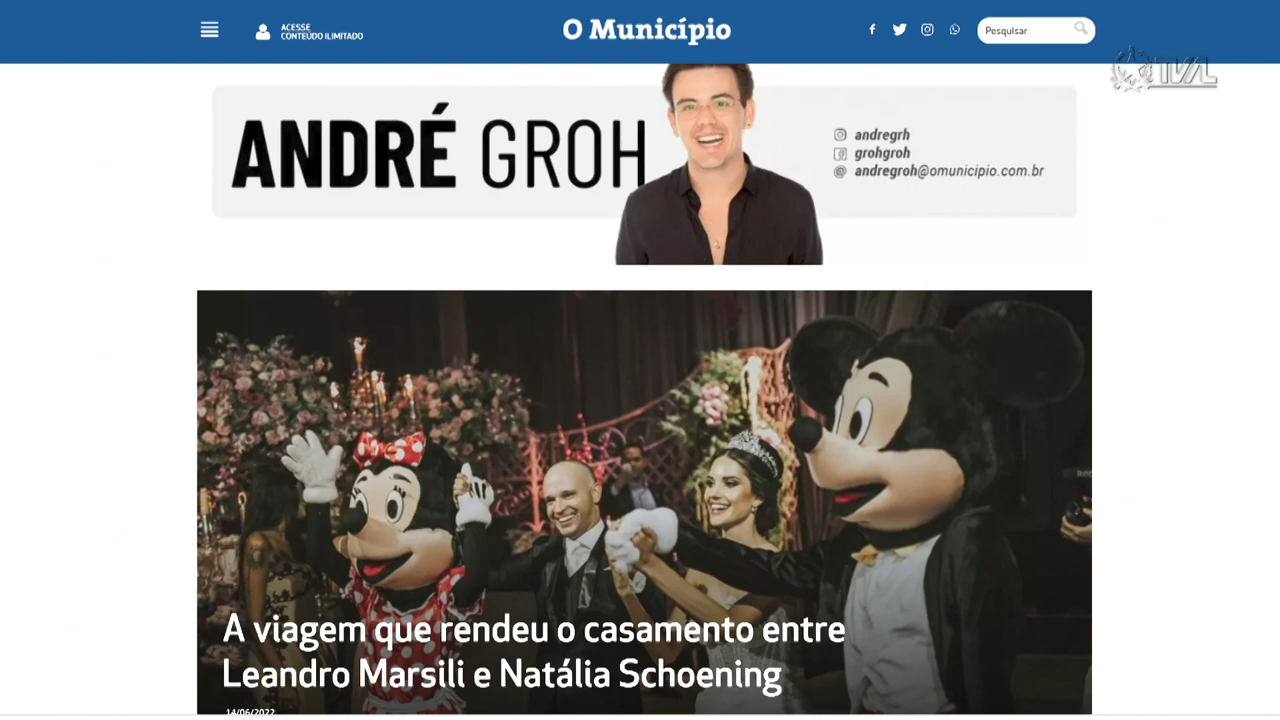 ACESSE
CONTEÚDO ILIMITADO
O Município
Pesquisar
TVAL
ANDRÉ GROH
andregrh
grohgroh
andregroh@omunicipio.com.br
A viagem que rendeu o casamento entre
Leandro Marsili e Natália Schoening
14/06/2022